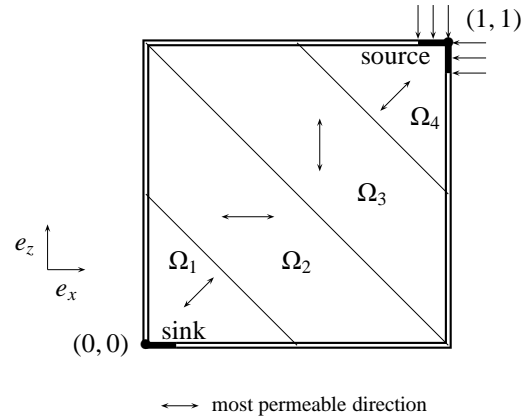 (1, 1)
source
Ω4
Ω3
e_z
Ω1
Ω2
e_x
sink
(0, 0)
most permeable direction